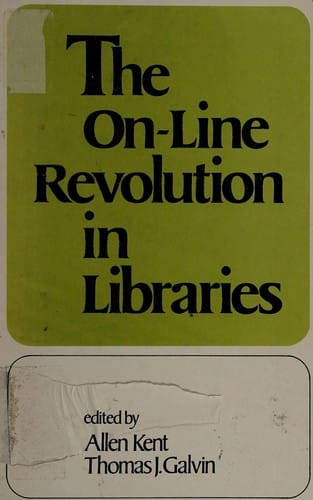 The
On-Line
Revolution
in
Libraries
edited by
Allen Kent
Thomas J. Galvin